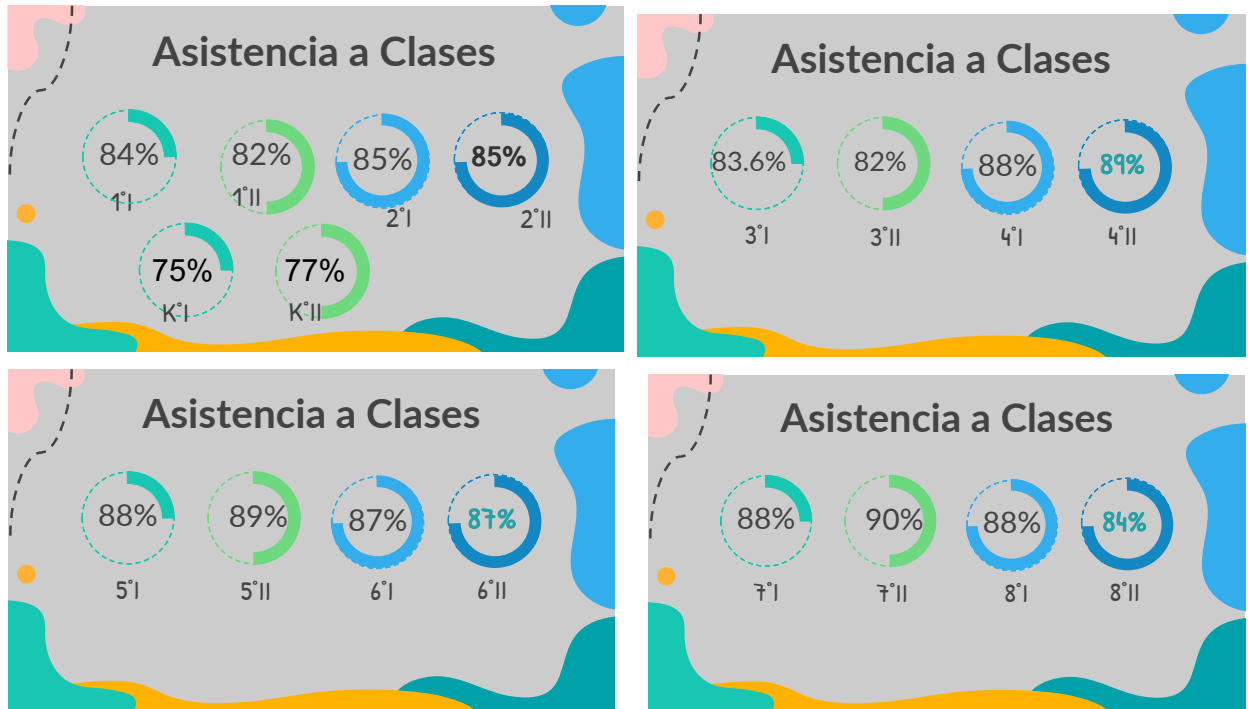 Asistencia a Clases
84% 82% 85% 85%
1°I 1°II 2°I 2°II
75% 77%
K°I K°II
Asistencia a Clases
83.6% 82% 88% 89%
3°I 3°II 4°I 4°II
Asistencia a Clases
88% 89% 87% 87%
5°I 5°II 6°I 6°II
Asistencia a Clases
88% 90% 88% 84%
7°I 7°II 8°I 8°II